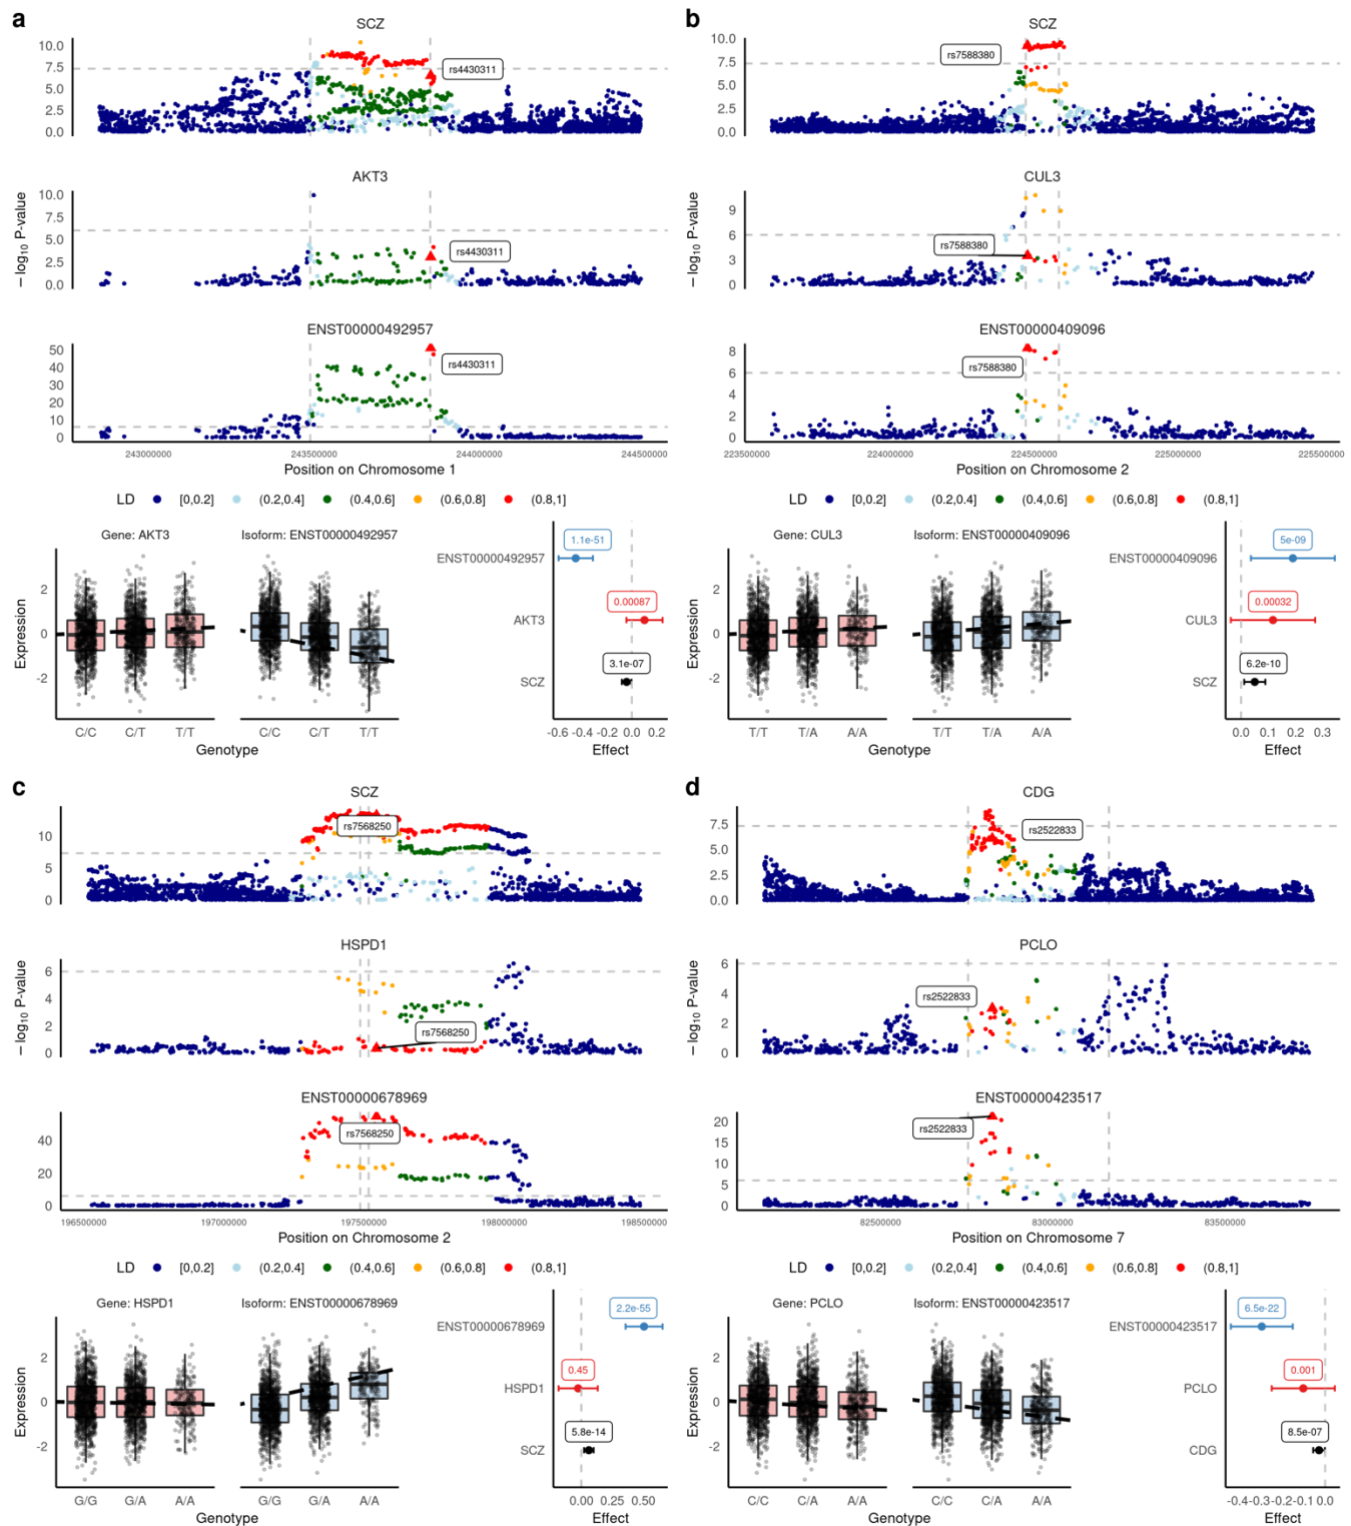 a
SCZ
10.0
7.5
5.0
2.5
0.0
rs4430311
AKT3
− log10 P-value
10.0
7.5
5.0
2.5
0.0
rs4430311
ENST00000492957
50
40
30
20
10
0
rs4430311
243000000 243500000 244000000 244500000
Position on Chromosome 1
LD [0,0.2] (0.2,0.4] (0.4,0.6] (0.6,0.8] (0.8,1]
Gene: AKT3 Isoform: ENST00000492957
Expression
2
0
-2
C/C C/T T/T C/C C/T T/T
Genotype
1.1e-51
ENST00000492957
0.00087
AKT3
3.1e-07
SCZ
-0.6 -0.4 -0.2 0.0 0.2
Effect
b
SCZ
10.0
7.5
5.0
2.5
0.0
rs7588380
CUL3
− log10 P-value
9
6
3
0
rs7588380
ENST00000409096
8
6
4
2
0
rs7588380
223500000 224000000 224500000 225000000 225500000
Position on Chromosome 2
LD [0,0.2] (0.2,0.4] (0.4,0.6] (0.6,0.8] (0.8,1]
Gene: CUL3 Isoform: ENST00000409096
Expression
2
0
-2
T/T T/A A/A T/T T/A A/A
Genotype
5e-09
ENST00000409096
0.00032
CUL3
6.2e-10
SCZ
0.0 0.1 0.2 0.3
Effect
c
SCZ
10
5
0
rs7568250
HSPD1
− log10 P-value
6
4
2
0
rs7568250
ENST00000678969
40
20
0
rs7568250
196500000 197000000 197500000 198000000 198500000
Position on Chromosome 2
LD [0,0.2] (0.2,0.4] (0.4,0.6] (0.6,0.8] (0.8,1]
Gene: HSPD1 Isoform: ENST00000678969
Expression
2
0
-2
G/G G/A A/A G/G G/A A/A
Genotype
2.2e-55
ENST00000678969
0.45
HSPD1
5.8e-14
SCZ
0.00 0.25 0.50
Effect
d
CDG
7.5
5.0
2.5
0.0
rs2522833
PCLO
− log10 P-value
6
4
2
0
rs2522833
ENST00000423517
20
15
10
5
0
rs2522833
82500000 83000000 83500000
Position on Chromosome 7
LD [0,0.2] (0.2,0.4] (0.4,0.6] (0.6,0.8] (0.8,1]
Gene: PCLO Isoform: ENST00000423517
Expression
2
0
-2
C/C C/A A/A C/C C/A A/A
Genotype
6.5e-22
ENST00000423517
0.001
PCLO
8.5e-07
CDG
-0.4 -0.3 -0.2 -0.1 0.0
Effect